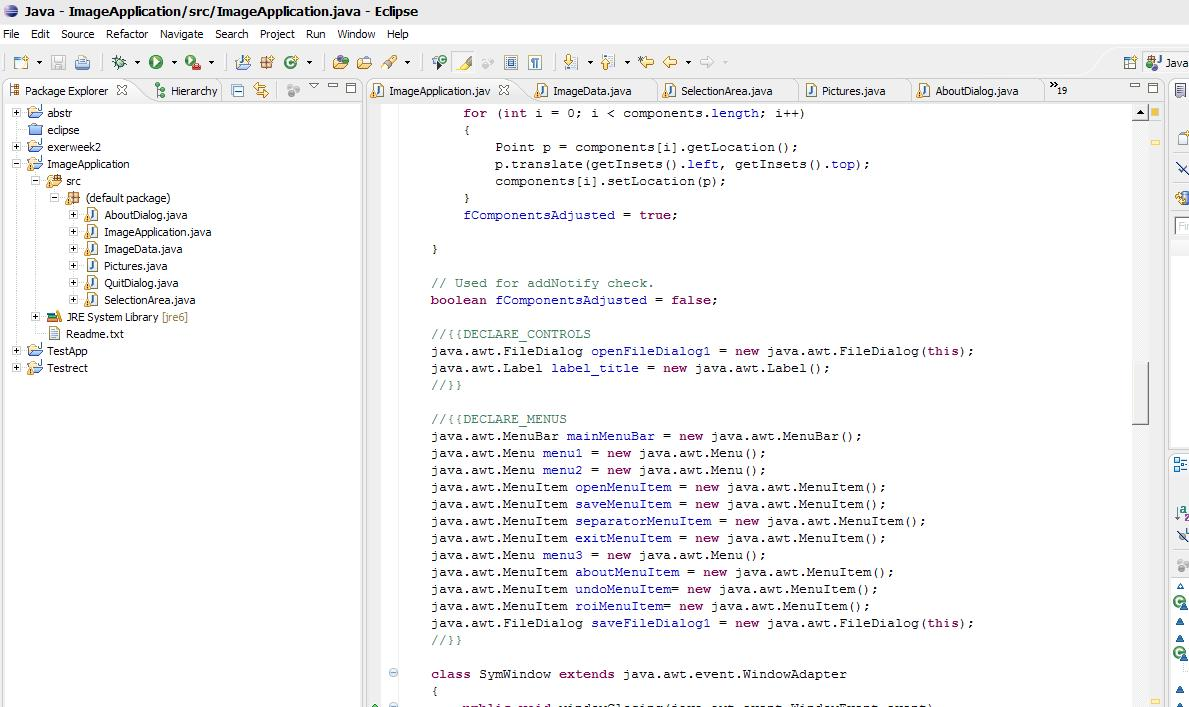 Java - ImageApplication/src/ImageApplication.java - Eclipse
File Edit Source Refactor Navigate Search Project Run Window Help
Java
Package Explorer Hierarchy
ImageApplication.jav ImageData.java SelectionArea.java Pictures.java AboutDialog.java »19
abstr
eclipse
exerweek2
ImageApplication
src
(default package)
AboutDialog.java
ImageApplication.java
ImageData.java
Pictures.java
QuitDialog.java
SelectionArea.java
JRE System Library [jre6]
Readme.txt
TestApp
Testrect
for (int i = 0; i < components.length; i++)
{
Point p = components[i].getLocation();
p.translate(getInsets().left, getInsets().top);
components[i].setLocation(p);
}
fComponentsAdjusted = true;
}
// Used for addNotify check.
boolean fComponentsAdjusted = false;
//{{DECLARE_CONTROLS
java.awt.FileDialog openFileDialog1 = new java.awt.FileDialog(this);
java.awt.Label label_title = new java.awt.Label();
//}}
//{{DECLARE_MENUS
java.awt.MenuBar mainMenuBar = new java.awt.MenuBar();
java.awt.Menu menu1 = new java.awt.Menu();
java.awt.Menu menu2 = new java.awt.Menu();
java.awt.MenuItem openMenuItem = new java.awt.MenuItem();
java.awt.MenuItem saveMenuItem = new java.awt.MenuItem();
java.awt.MenuItem separatorMenuItem = new java.awt.MenuItem();
java.awt.MenuItem exitMenuItem = new java.awt.MenuItem();
java.awt.Menu menu3 = new java.awt.Menu();
java.awt.MenuItem aboutMenuItem = new java.awt.MenuItem();
java.awt.MenuItem undoMenuItem= new java.awt.MenuItem();
java.awt.MenuItem roiMenuItem= new java.awt.MenuItem();
java.awt.FileDialog saveFileDialog1 = new java.awt.FileDialog(this);
//}}
class SymWindow extends java.awt.event.WindowAdapter
{
public void windowClosing(java.awt.event.WindowEvent event)